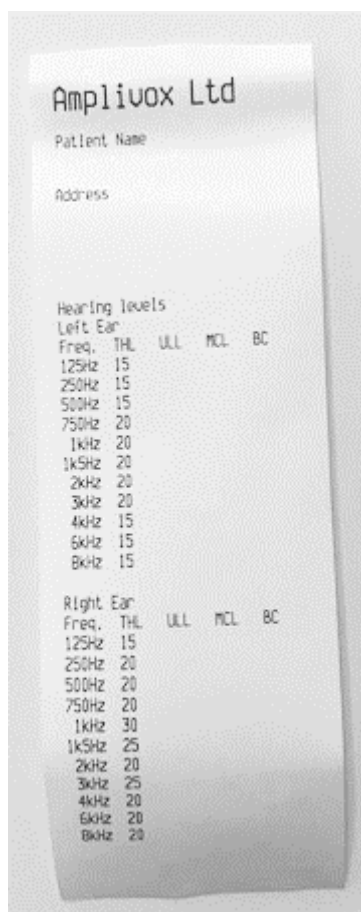 Amplivox Ltd
Patient Name
Address
Hearing levels
Left Ear
Freq. THL ULL MCL BC
125Hz 15
250Hz 15
500Hz 15
750Hz 20
1kHz 20
1k5Hz 20
2kHz 20
3kHz 20
4kHz 15
6kHz 15
8kHz 15
Right Ear
Freq. THL ULL MCL BC
125Hz 15
250Hz 20
500Hz 20
750Hz 20
1kHz 30
1k5Hz 25
2kHz 20
3kHz 25
4kHz 20
6kHz 20
8kHz 20